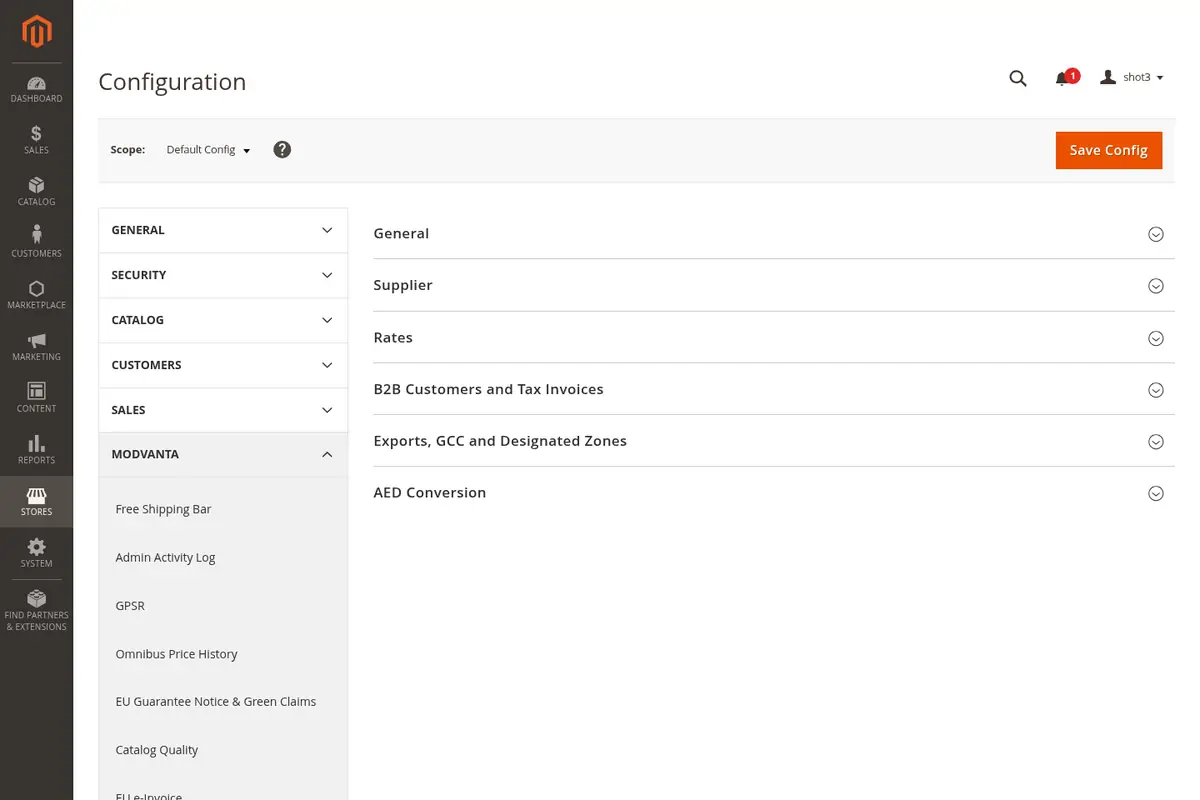 Configuration
1
shot3
Scope:
Default Config
?
Save Config
DASHBOARD
SALES
CATALOG
CUSTOMERS
MARKETPLACE
MARKETING
CONTENT
REPORTS
STORES
SYSTEM
FIND PARTNERS
& EXTENSIONS
GENERAL
SECURITY
CATALOG
CUSTOMERS
SALES
MODVANTA
Free Shipping Bar
Admin Activity Log
GPSR
Omnibus Price History
EU Guarantee Notice & Green Claims
Catalog Quality
EU e-Invoice
General
Supplier
Rates
B2B Customers and Tax Invoices
Exports, GCC and Designated Zones
AED Conversion